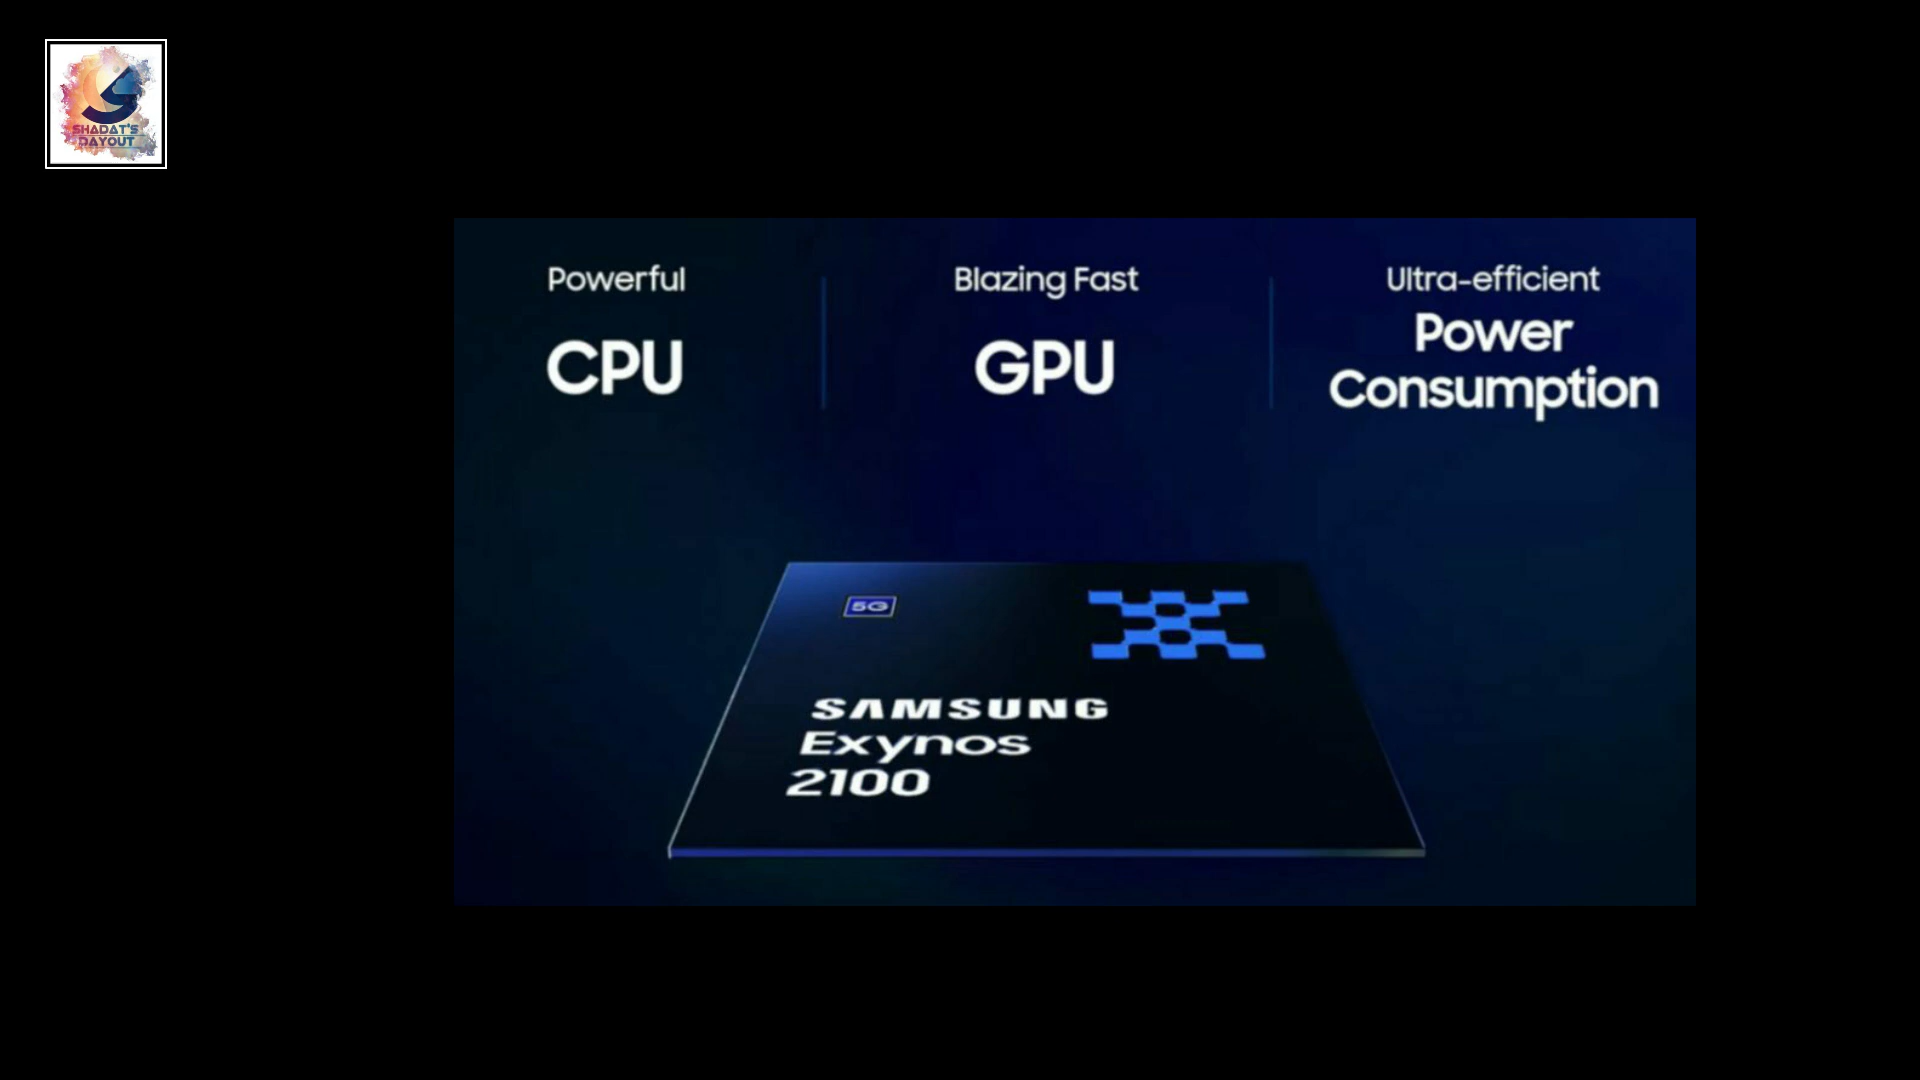 SHADAT'S
DAYOUT
Powerful
CPU
Blazing Fast
GPU
Ultra-efficient
Power
Consumption
5G
SAMSUNG
Exynos
2100